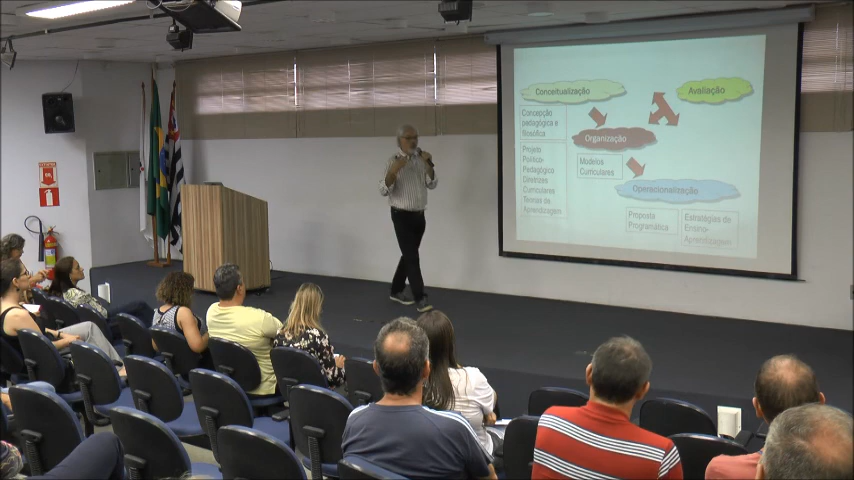 Conceitualização
Avaliação
Concepção
pedagógica e
filosófica
Organização
Projeto
Político-
Pedagógico
Diretrizes
Curriculares
Teorias de
Aprendizagem
Modelos
Curriculares
Operacionalização
Proposta
Programática
Estratégias de
Ensino-
Aprendizagem